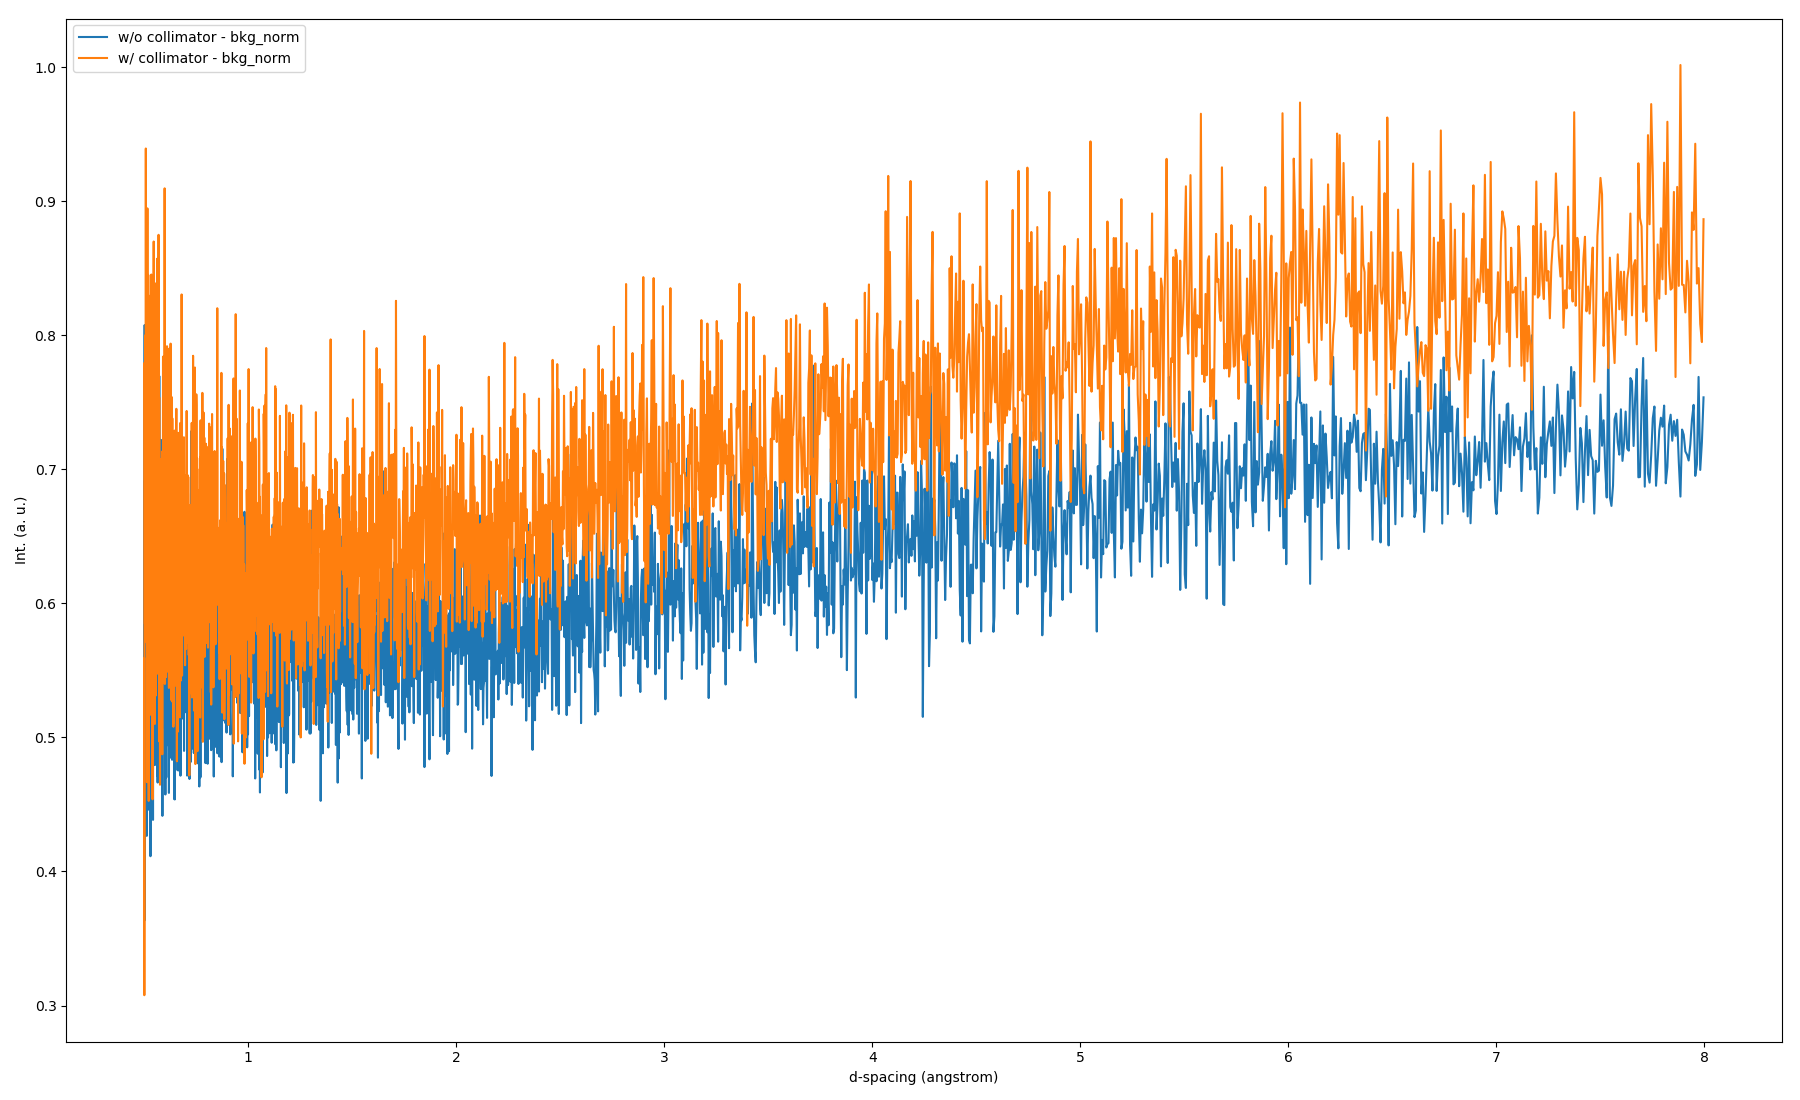 w/o collimator - bkg_norm
w/ collimator - bkg_norm
1.0
0.9
0.8
0.7
0.6
0.5
0.4
0.3
Int. (a. u.)
1 2 3 4 5 6 7 8
d-spacing (angstrom)